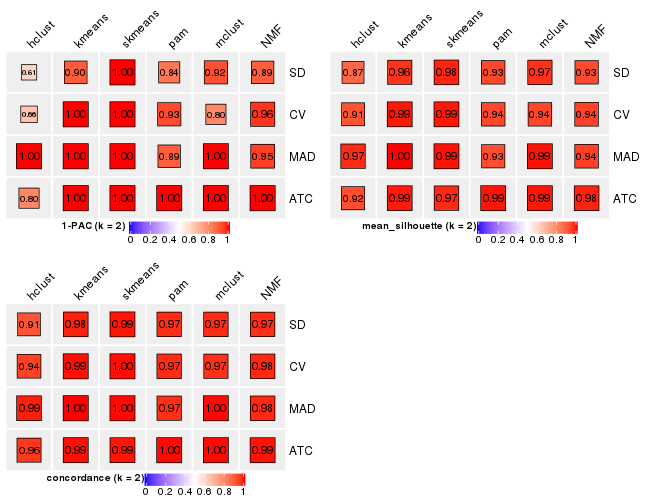 hclust kmeans skmeans pam mclust NMF
0.61 0.90 1.00 0.84 0.92 0.89 SD
0.66 1.00 1.00 0.93 0.80 0.96 CV
1.00 1.00 1.00 0.89 1.00 0.95 MAD
0.80 1.00 1.00 1.00 1.00 1.00 ATC
1-PAC (k = 2)
0 0.2 0.4 0.6 0.8 1
hclust kmeans skmeans pam mclust NMF
0.87 0.96 0.98 0.93 0.97 0.93 SD
0.91 0.99 0.99 0.94 0.94 0.94 CV
0.97 1.00 0.99 0.93 0.99 0.94 MAD
0.92 0.99 0.97 0.99 0.99 0.98 ATC
mean_silhouette (k = 2)
0 0.2 0.4 0.6 0.8 1
hclust kmeans skmeans pam mclust NMF
0.91 0.98 0.99 0.97 0.97 0.97 SD
0.94 0.99 1.00 0.97 0.97 0.98 CV
0.99 1.00 1.00 0.97 1.00 0.98 MAD
0.96 0.99 0.99 1.00 1.00 0.99 ATC
concordance (k = 2)
0 0.2 0.4 0.6 0.8 1